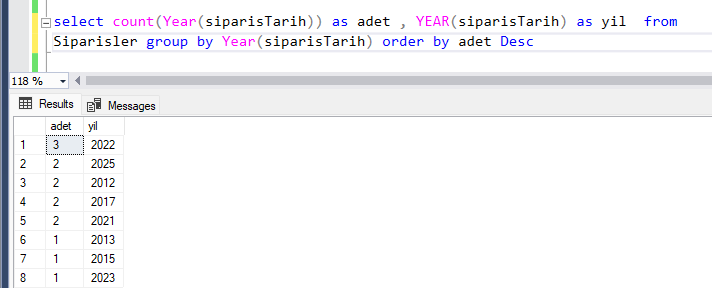 select count(Year(siparisTarih)) as adet , YEAR(siparisTarih) as yil  from
Siparisler group by Year(siparisTarih) order by adet Desc
118 %
Results Messages
adet yil
1 3 2022
2 2 2025
3 2 2012
4 2 2017
5 2 2021
6 1 2013
7 1 2015
8 1 2023